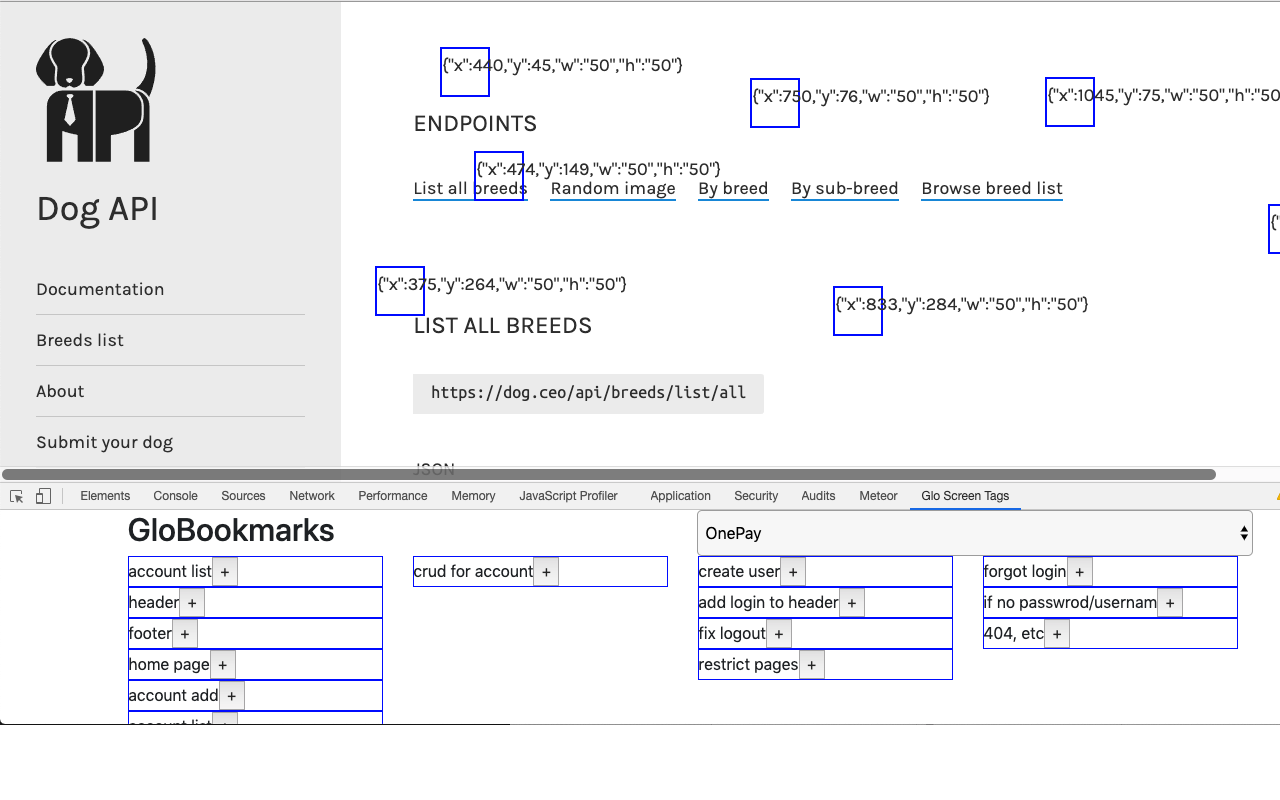 API
Dog API
Documentation
Breeds list
About
Submit your dog
{"x":440,"y":45,"w":"50","h":"50"}
{"x":750,"y":76,"w":"50","h":"50"}
{"x":1045,"y":75,"w":"50","h":"50
ENDPOINTS
{"x":474,"y":149,"w":"50","h":"50"}
List all breeds Random image By breed By sub-breed Browse breed list
{"
{"x":375,"y":264,"w":"50","h":"50"}
{"x":833,"y":284,"w":"50","h":"50"}
LIST ALL BREEDS
https://dog.ceo/api/breeds/list/all
JSON
Elements Console Sources Network Performance Memory JavaScript Profiler Application Security Audits Meteor Glo Screen Tags
GloBookmarks
OnePay
account list +
header +
footer +
home page +
account add +
account list
crud for account +
create user +
add login to header +
fix logout +
restrict pages +
forgot login +
if no passwrod/usernam +
404, etc +